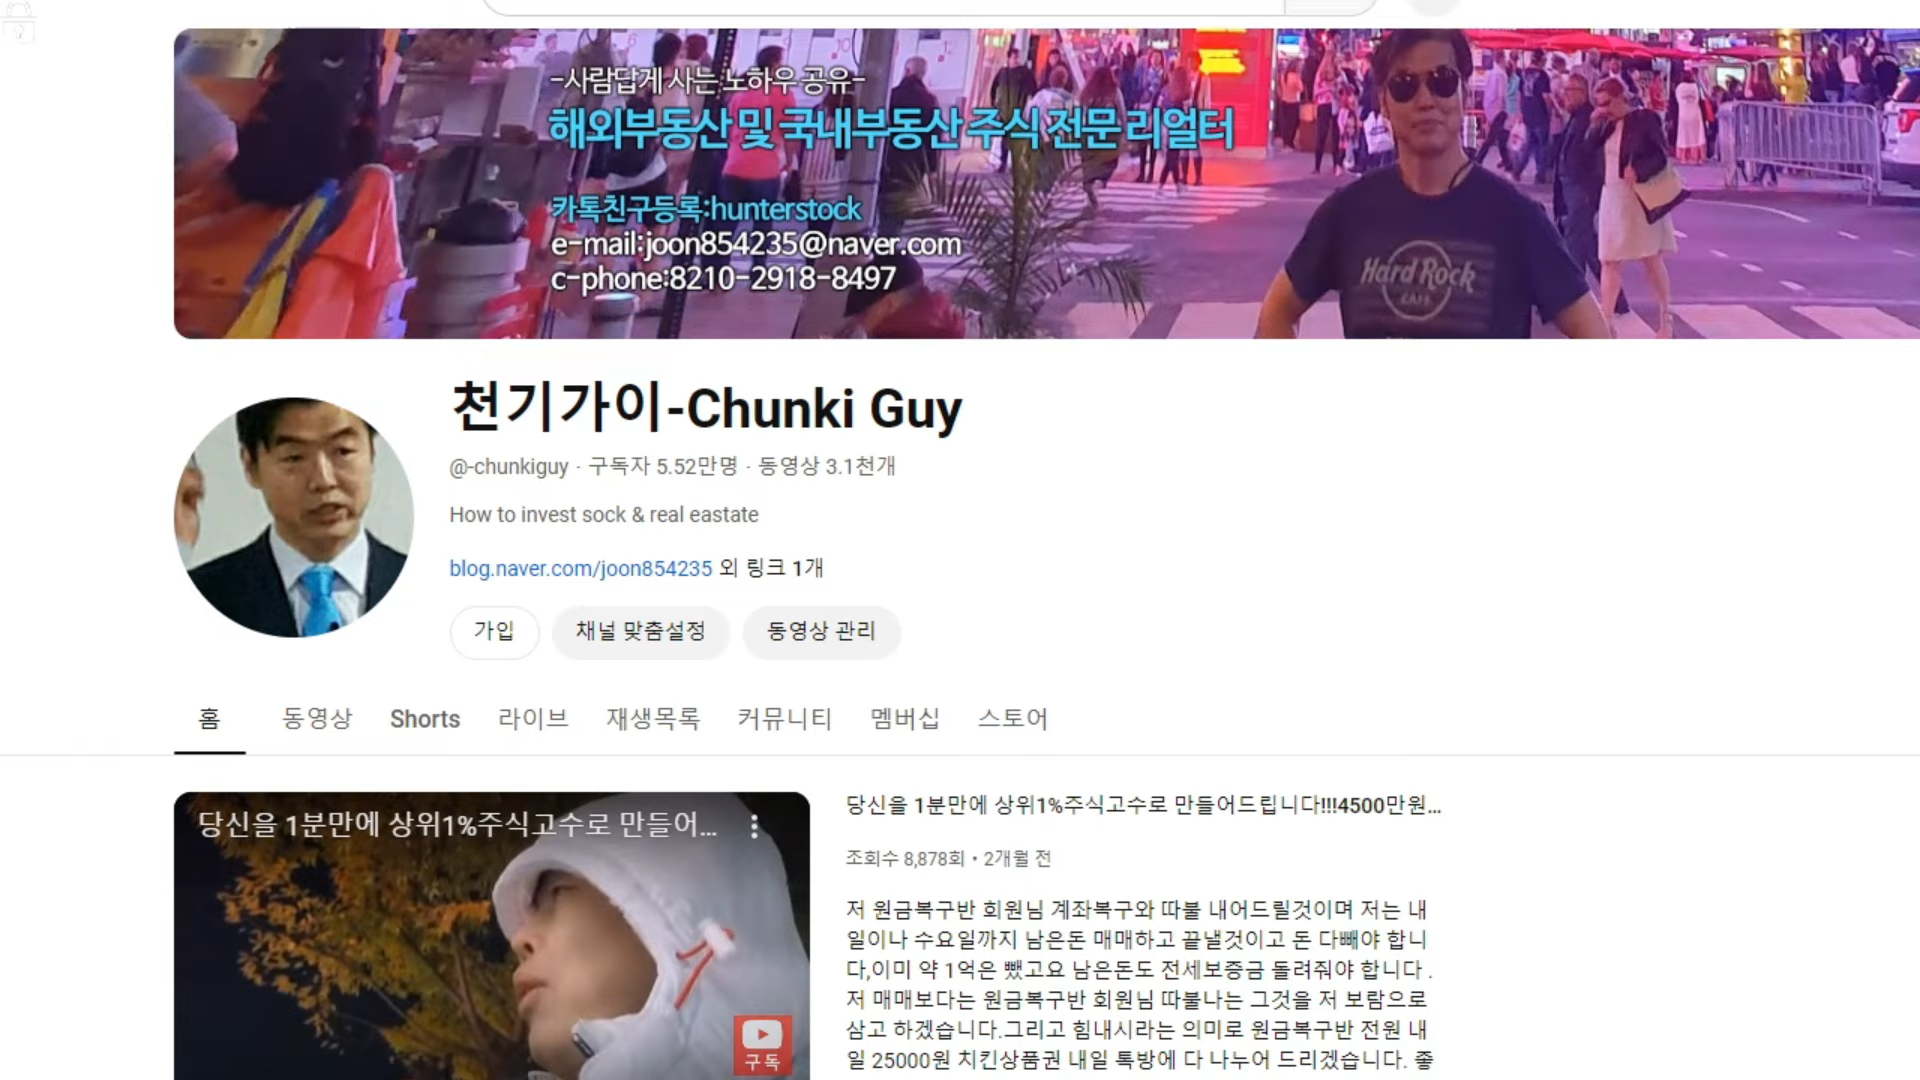 -사람답게 사는 노하우 공유-
해외부동산 및 국내부동산 주식 전문 리얼터
카톡친구등록:hunterstock
e-mail:joon854235@naver.com
c-phone:8210-2918-8497
Hard Rock
CAFE
천기가이-Chunki Guy
@-chunkiguy · 구독자 5.52만명 · 동영상 3.1천개
How to invest sock & real eastate
blog.naver.com/joon854235 외 링크 1개
가입 채널 맞춤설정 동영상 관리
홈 동영상 Shorts 라이브 재생목록 커뮤니티 멤버십 스토어
당신을 1분만에 상위1%주식고수로 만들어...
구독
당신을 1분만에 상위1%주식고수로 만들어드립니다!!!4500만원...
조회수 8,878회 • 2개월 전
저 원금복구반 회원님 계좌복구와 따불 내어드릴것이며 저는 내
일이나 수요일까지 남은돈 매매하고 끝낼것이고 돈 다빼야 합니
다,이미 약 1억은 뺐고요 남은돈도 전세보증금 돌려줘야 합니다 .
저 매매보다는 원금복구반 회원님 따불나는 그것을 저 보람으로
삼고 하겠습니다.그리고 힘내시라는 의미로 원금복구반 전원 내
일 25000원 치킨상품권 내일 톡방에 다 나누어 드리겠습니다. 좋